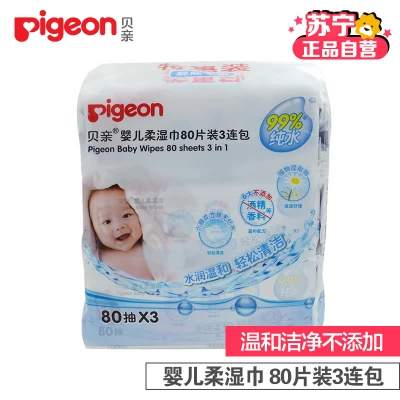 pigeon 贝亲
苏宁
正品自营
pigeon
99%
纯水
贝亲®婴儿柔湿巾80片装3连包
Pigeon Baby Wipes 80 sheets 3 in 1
不添加
酒精
香料
水润温和 轻松清洁
80抽X3
温和洁净不添加
婴儿柔湿巾 80片装3连包